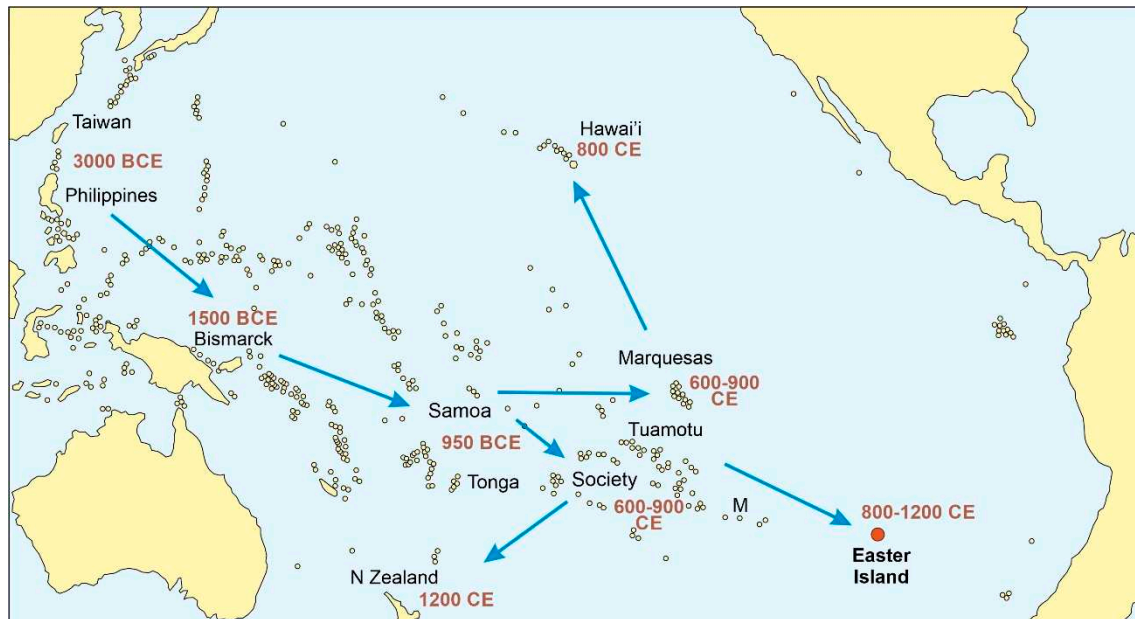 Taiwan
3000 BCE
Philippines
Hawai'i
800 CE
1500 BCE
Bismarck
Marquesas
600-900
CE
Samoa
950 BCE
Tuamotu
Tonga
Society
600-900
CE
M
800-1200 CE
Easter
Island
N Zealand
1200 CE